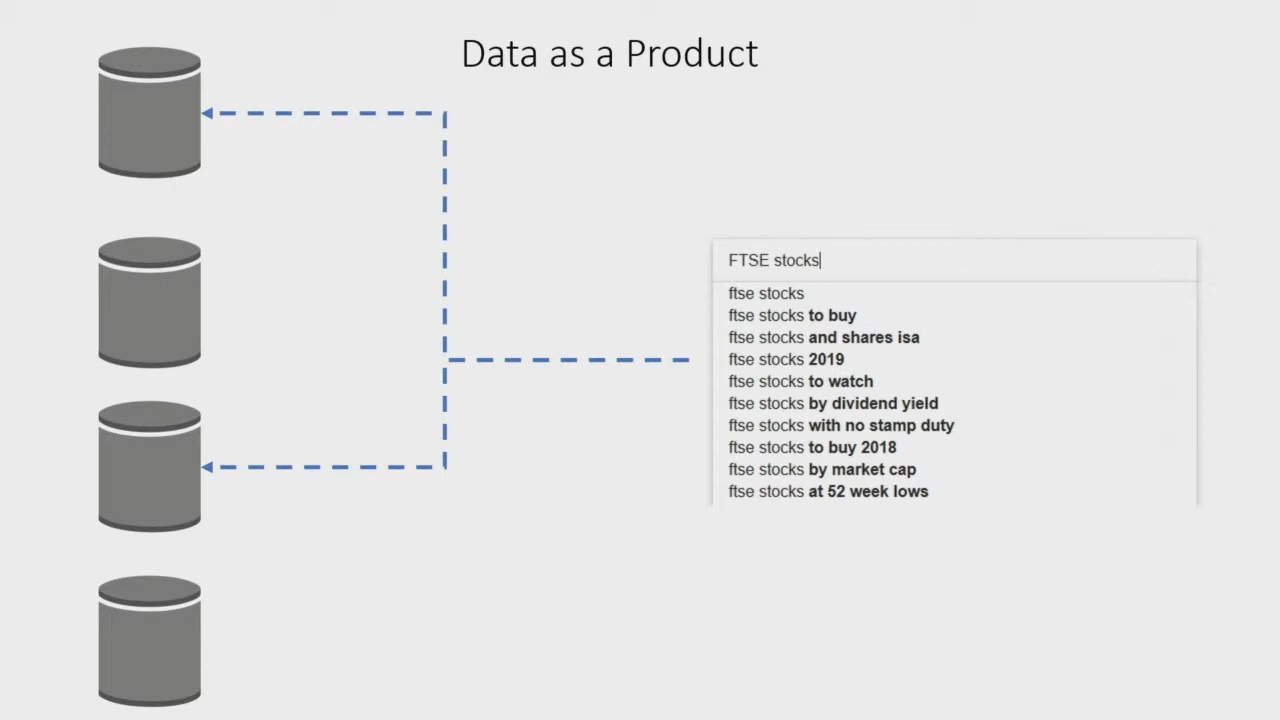 Data as a Product
FTSE stocks
ftse stocks
ftse stocks to buy
ftse stocks and shares isa
ftse stocks 2019
ftse stocks to watch
ftse stocks by dividend yield
ftse stocks with no stamp duty
ftse stocks to buy 2018
ftse stocks by market cap
ftse stocks at 52 week lows